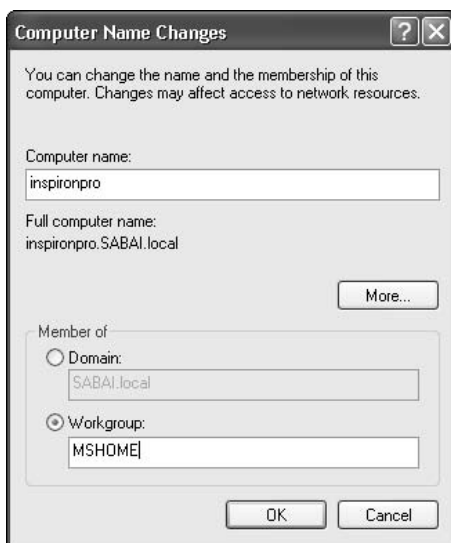 Computer Name Changes
You can change the name and the membership of this
computer. Changes may affect access to network resources.
Computer name:
inspironpro
Full computer name:
inspironpro.SABAI.local
More...
Member of
Domain:
SABAI.local
Workgroup:
MSHOME
OK Cancel